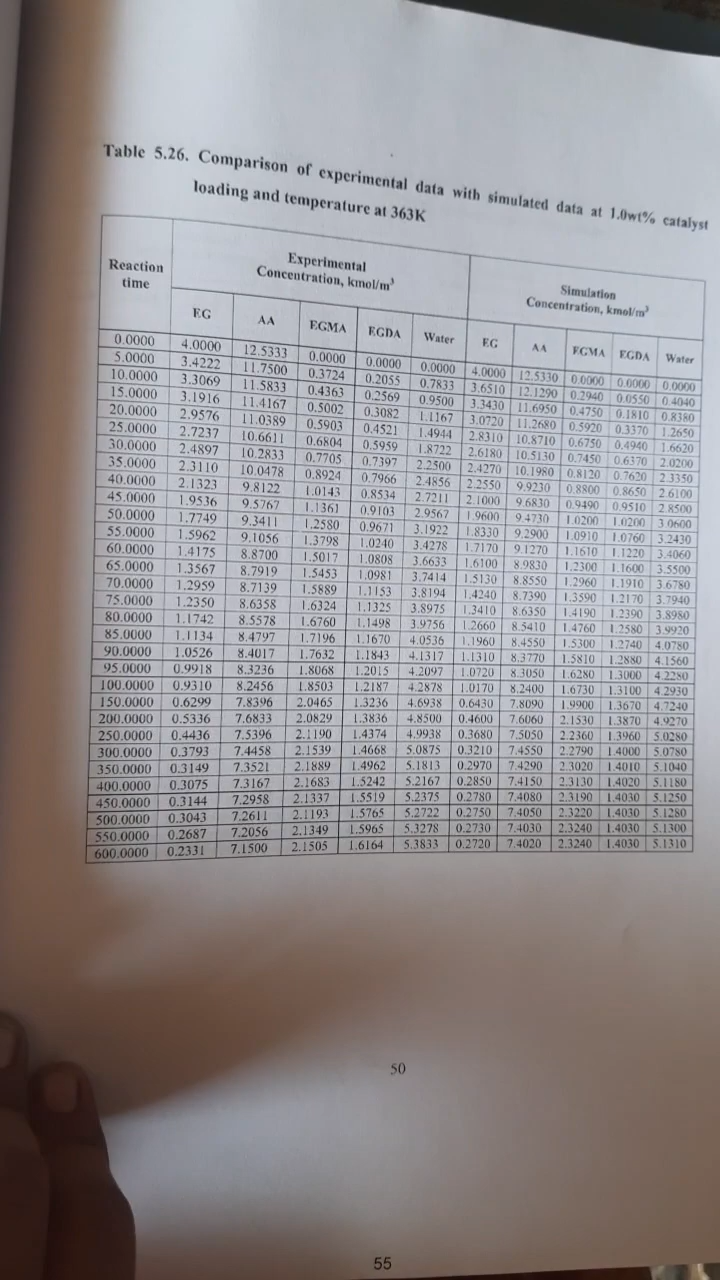 Table 5.26. Comparison of experimental data with simulated data at 1.0wt% catalyst
loading and temperature at 363K
Reaction time
Experimental Concentration, kmol/m³
Simulation Concentration, kmol/m³
EG AA EGMA EGDA Water EG AA EGMA EGDA Water
0.0000 4.0000 12.5333 0.0000 0.0000 0.0000 4.0000 12.5330 0.0000 0.0000 0.0000
5.0000 3.4222 11.7500 0.3724 0.2055 0.7833 3.6510 12.1290 0.2940 0.0550 0.4040
10.0000 3.3069 11.5833 0.4363 0.2569 0.9500 3.3430 11.6950 0.4750 0.1810 0.8380
15.0000 3.1916 11.4167 0.5002 0.3082 1.1167 3.0720 11.2680 0.5920 0.3370 1.2650
20.0000 2.9576 11.0389 0.5903 0.4521 1.4944 2.8310 10.8710 0.6750 0.4940 1.6620
25.0000 2.7237 10.6611 0.6804 0.5959 1.8722 2.6180 10.5130 0.7450 0.6370 2.0200
30.0000 2.4897 10.2833 0.7705 0.7397 2.2500 2.4270 10.1980 0.8120 0.7620 2.3350
35.0000 2.3110 10.0478 0.8924 0.7966 2.4856 2.2550 9.9230 0.8800 0.8650 2.6100
40.0000 2.1323 9.8122 1.0143 0.8534 2.7211 2.1000 9.6830 0.9490 0.9510 2.8500
45.0000 1.9536 9.5767 1.1361 0.9103 2.9567 1.9600 9.4730 1.0200 1.0200 3.0600
50.0000 1.7749 9.3411 1.2580 0.9671 3.1922 1.8330 9.2900 1.0910 1.0760 3.2430
55.0000 1.5962 9.1056 1.3798 1.0240 3.4278 1.7170 9.1270 1.1610 1.1220 3.4060
60.0000 1.4175 8.8700 1.5017 1.0808 3.6633 1.6100 8.9830 1.2300 1.1600 3.5500
65.0000 1.3567 8.7919 1.5453 1.0981 3.7414 1.5130 8.8550 1.2960 1.1910 3.6780
70.0000 1.2959 8.7139 1.5889 1.1153 3.8194 1.4240 8.7390 1.3590 1.2170 3.7940
75.0000 1.2350 8.6358 1.6324 1.1325 3.8975 1.3410 8.6350 1.4190 1.2390 3.8980
80.0000 1.1742 8.5578 1.6760 1.1498 3.9756 1.2660 8.5410 1.4760 1.2580 3.9920
85.0000 1.1134 8.4797 1.7196 1.1670 4.0536 1.1960 8.4550 1.5300 1.2740 4.0780
90.0000 1.0526 8.4017 1.7632 1.1843 4.1317 1.1310 8.3770 1.5810 1.2880 4.1560
95.0000 0.9918 8.3236 1.8068 1.2015 4.2097 1.0720 8.3050 1.6280 1.3000 4.2280
100.0000 0.9310 8.2456 1.8503 1.2187 4.2878 1.0170 8.2400 1.6730 1.3100 4.2930
150.0000 0.6299 7.8396 2.0465 1.3236 4.6938 0.6430 7.8090 1.9900 1.3670 4.7240
200.0000 0.5336 7.6833 2.0829 1.3836 4.8500 0.4600 7.6060 2.1530 1.3870 4.9270
250.0000 0.4436 7.5396 2.1190 1.4374 4.9938 0.3680 7.5050 2.2360 1.3960 5.0280
300.0000 0.3793 7.4458 2.1539 1.4668 5.0875 0.3210 7.4550 2.2790 1.4000 5.0780
350.0000 0.3149 7.3521 2.1889 1.4962 5.1813 0.2970 7.4290 2.3020 1.4010 5.1040
400.0000 0.3075 7.3167 2.1683 1.5242 5.2167 0.2850 7.4150 2.3130 1.4020 5.1180
450.0000 0.3144 7.2958 2.1337 1.5519 5.2375 0.2780 7.4080 2.3190 1.4030 5.1250
500.0000 0.3043 7.2611 2.1193 1.5765 5.2722 0.2750 7.4050 2.3220 1.4030 5.1280
550.0000 0.2687 7.2056 2.1349 1.5965 5.3278 0.2730 7.4030 2.3240 1.4030 5.1300
600.0000 0.2331 7.1500 2.1505 1.6164 5.3833 0.2720 7.4020 2.3240 1.4030 5.1310
50
55